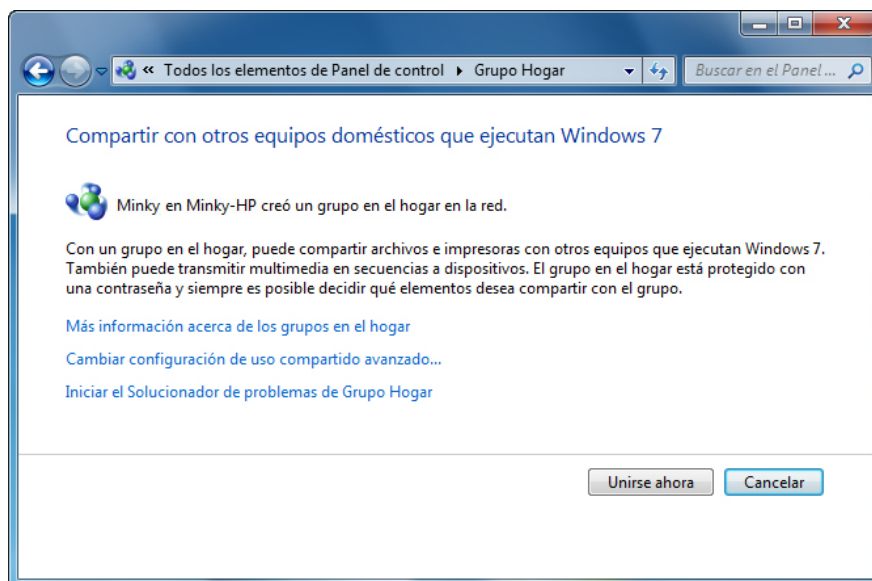 « Todos los elementos de Panel de control ▸ Grupo Hogar
Buscar en el Panel ...
Compartir con otros equipos domésticos que ejecutan Windows 7
Minky en Minky-HP creó un grupo en el hogar en la red.
Con un grupo en el hogar, puede compartir archivos e impresoras con otros equipos que ejecutan Windows 7.
También puede transmitir multimedia en secuencias a dispositivos. El grupo en el hogar está protegido con
una contraseña y siempre es posible decidir qué elementos desea compartir con el grupo.
Más información acerca de los grupos en el hogar
Cambiar configuración de uso compartido avanzado...
Iniciar el Solucionador de problemas de Grupo Hogar
Unirse ahora
Cancelar